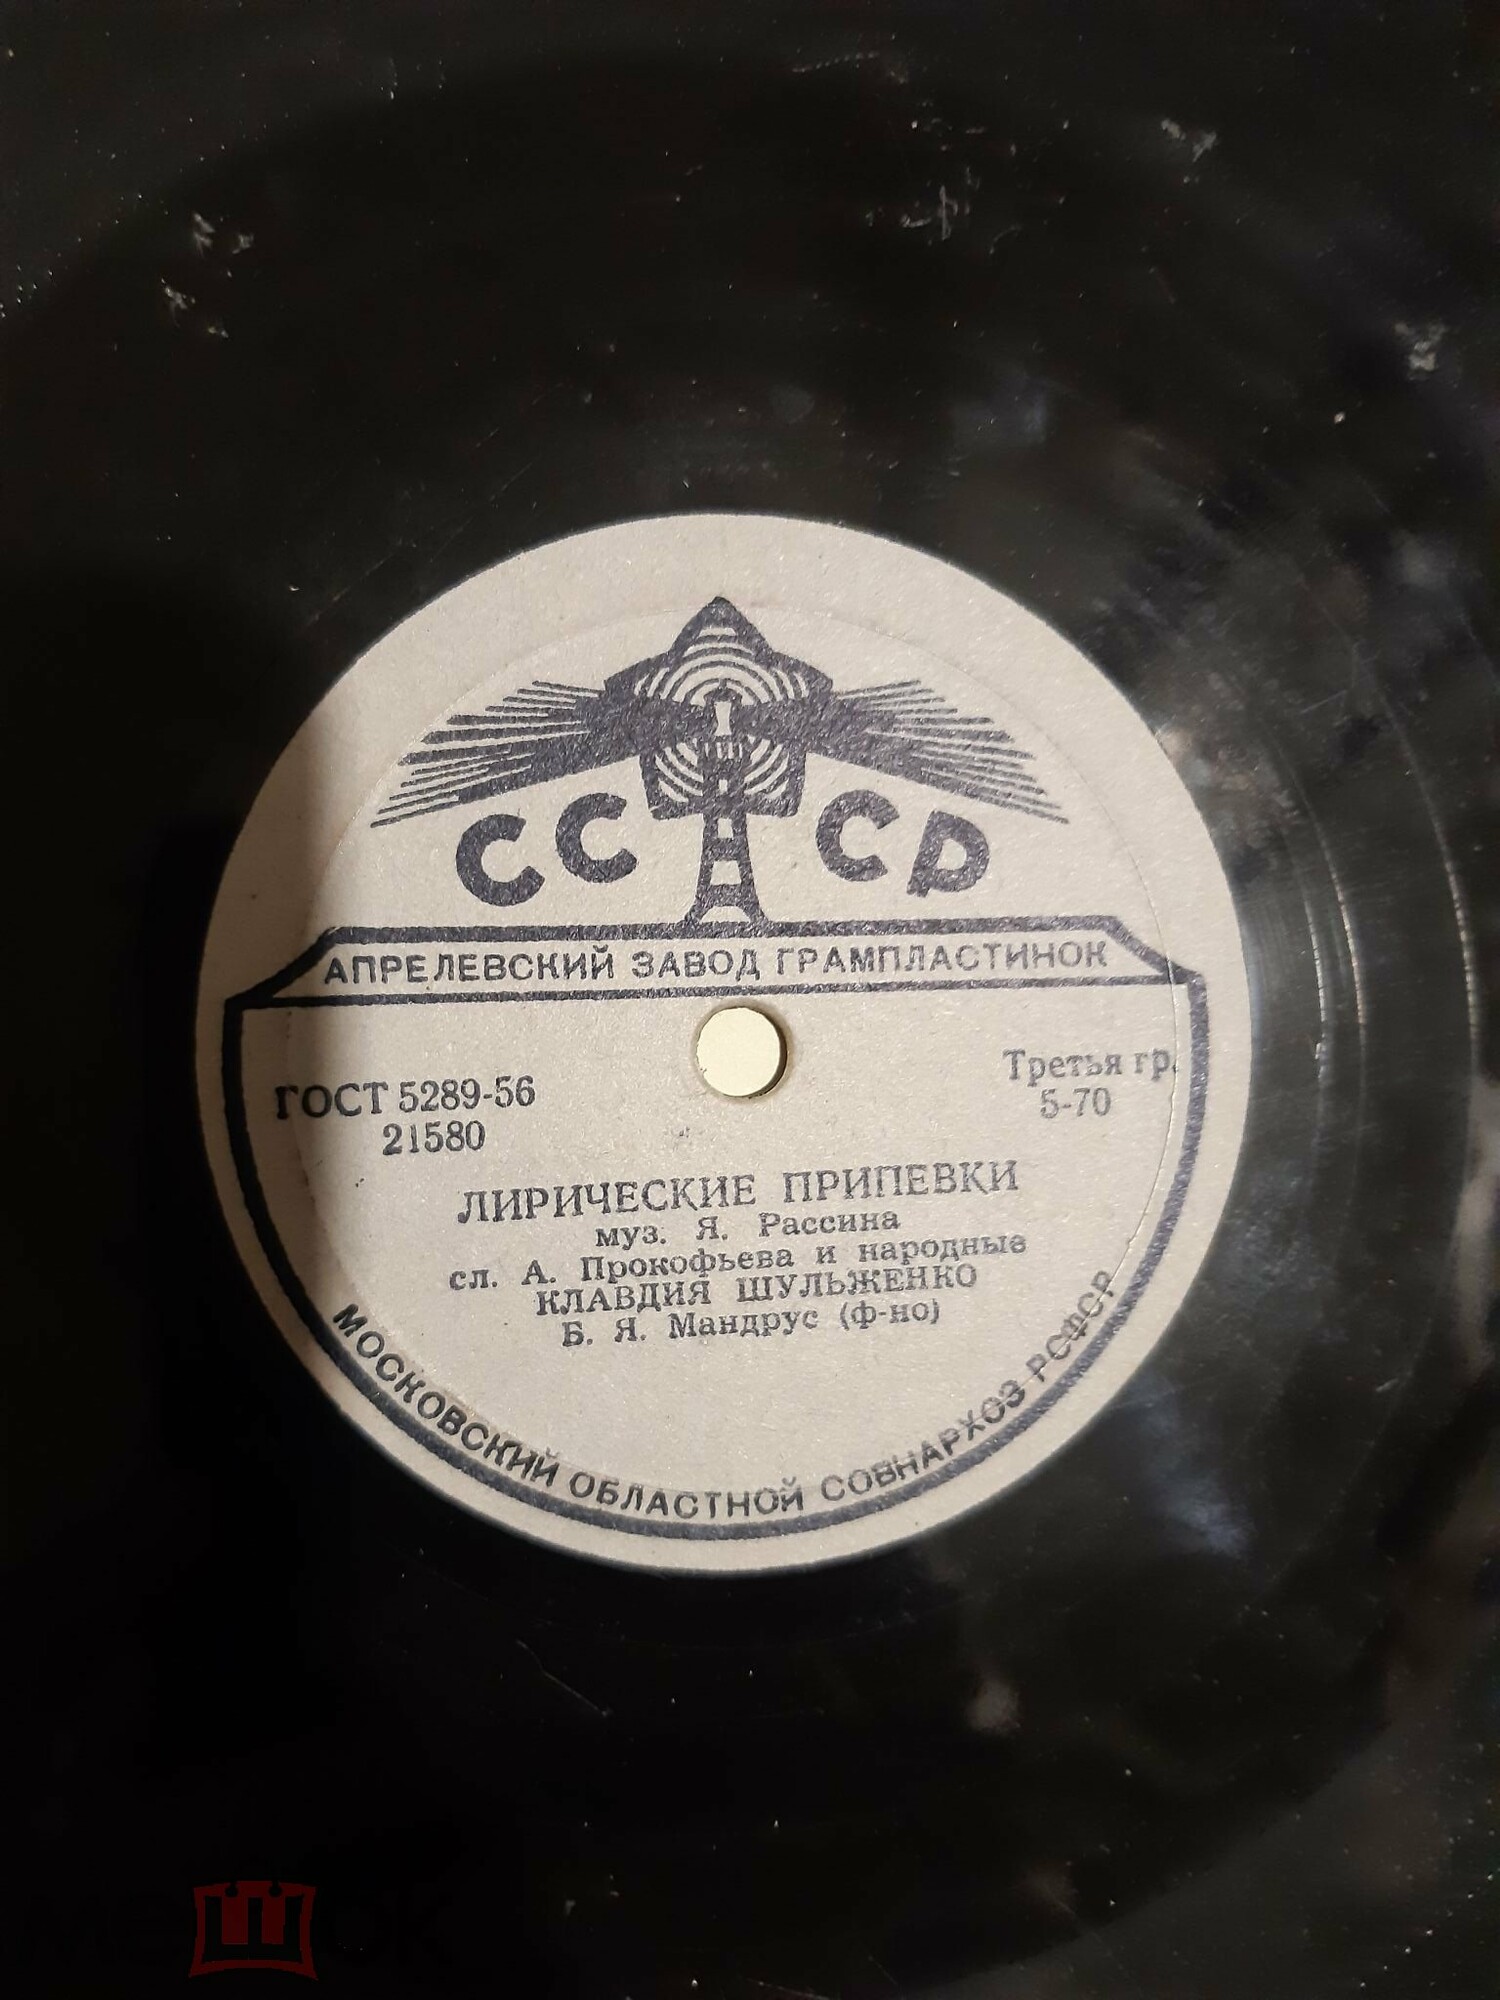 СССР
АПРЕЛЕВСКИЙ ЗАВОД ГРАМПЛАСТИНОК
ГОСТ 5289-56
21580
Третья гр.
5-70
ЛИРИЧЕСКИЕ ПРИПЕВКИ
муз. Я. Рассина
сл. А. Прокофьева и народные
КЛАВДИЯ ШУЛЬЖЕНКО
Б. Я. Мандрус (ф-но)
МОСКОВСКИЙ ОБЛАСТНОЙ СОВНАРХОЗ РСФСР